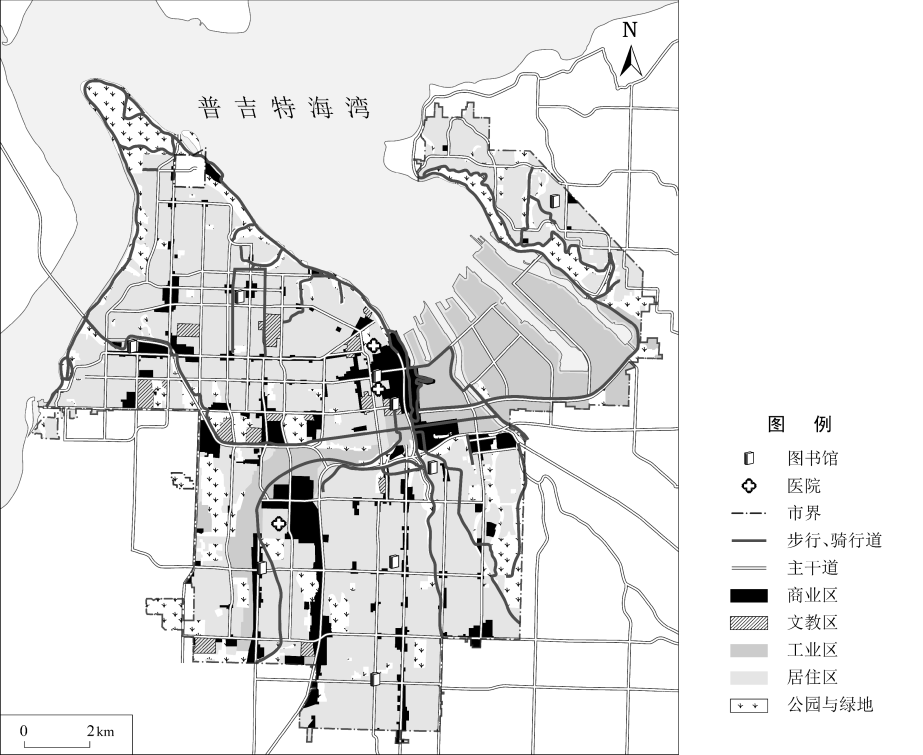 N
普吉特海湾
图 例
图书馆
医院
市界
步行、骑行道
主干道
商业区
文教区
工业区
居住区
公园与绿地
0 2km